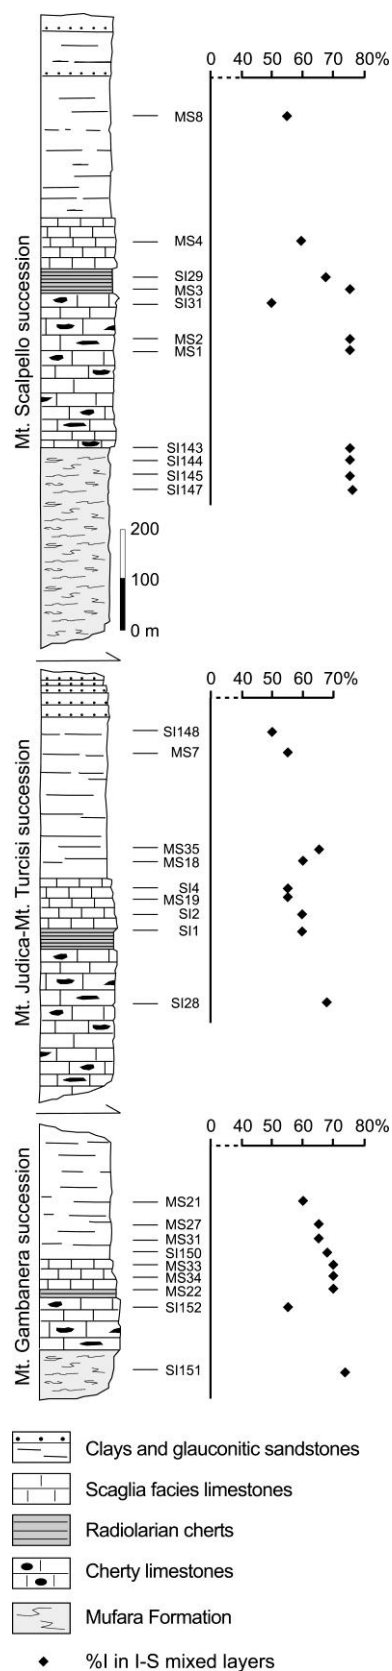 Mt. Scalpello succession
0 40 50 60 70 80%
MS8
MS4
SI29
MS3
SI31
MS2
MS1
SI143
SI144
SI145
SI147
200
100
0 m
Mt. Judica-Mt. Turcisi succession
0 40 50 60 70%
SI148
MS7
MS35
MS18
SI4
MS19
SI2
SI1
SI28
Mt. Gambanera succession
0 40 50 60 70 80%
MS21
MS27
MS31
SI150
MS33
MS34
MS22
SI152
SI151
Clays and glauconitic sandstones
Scaglia facies limestones
Radiolarian cherts
Cherty limestones
Mufara Formation
%I in I-S mixed layers